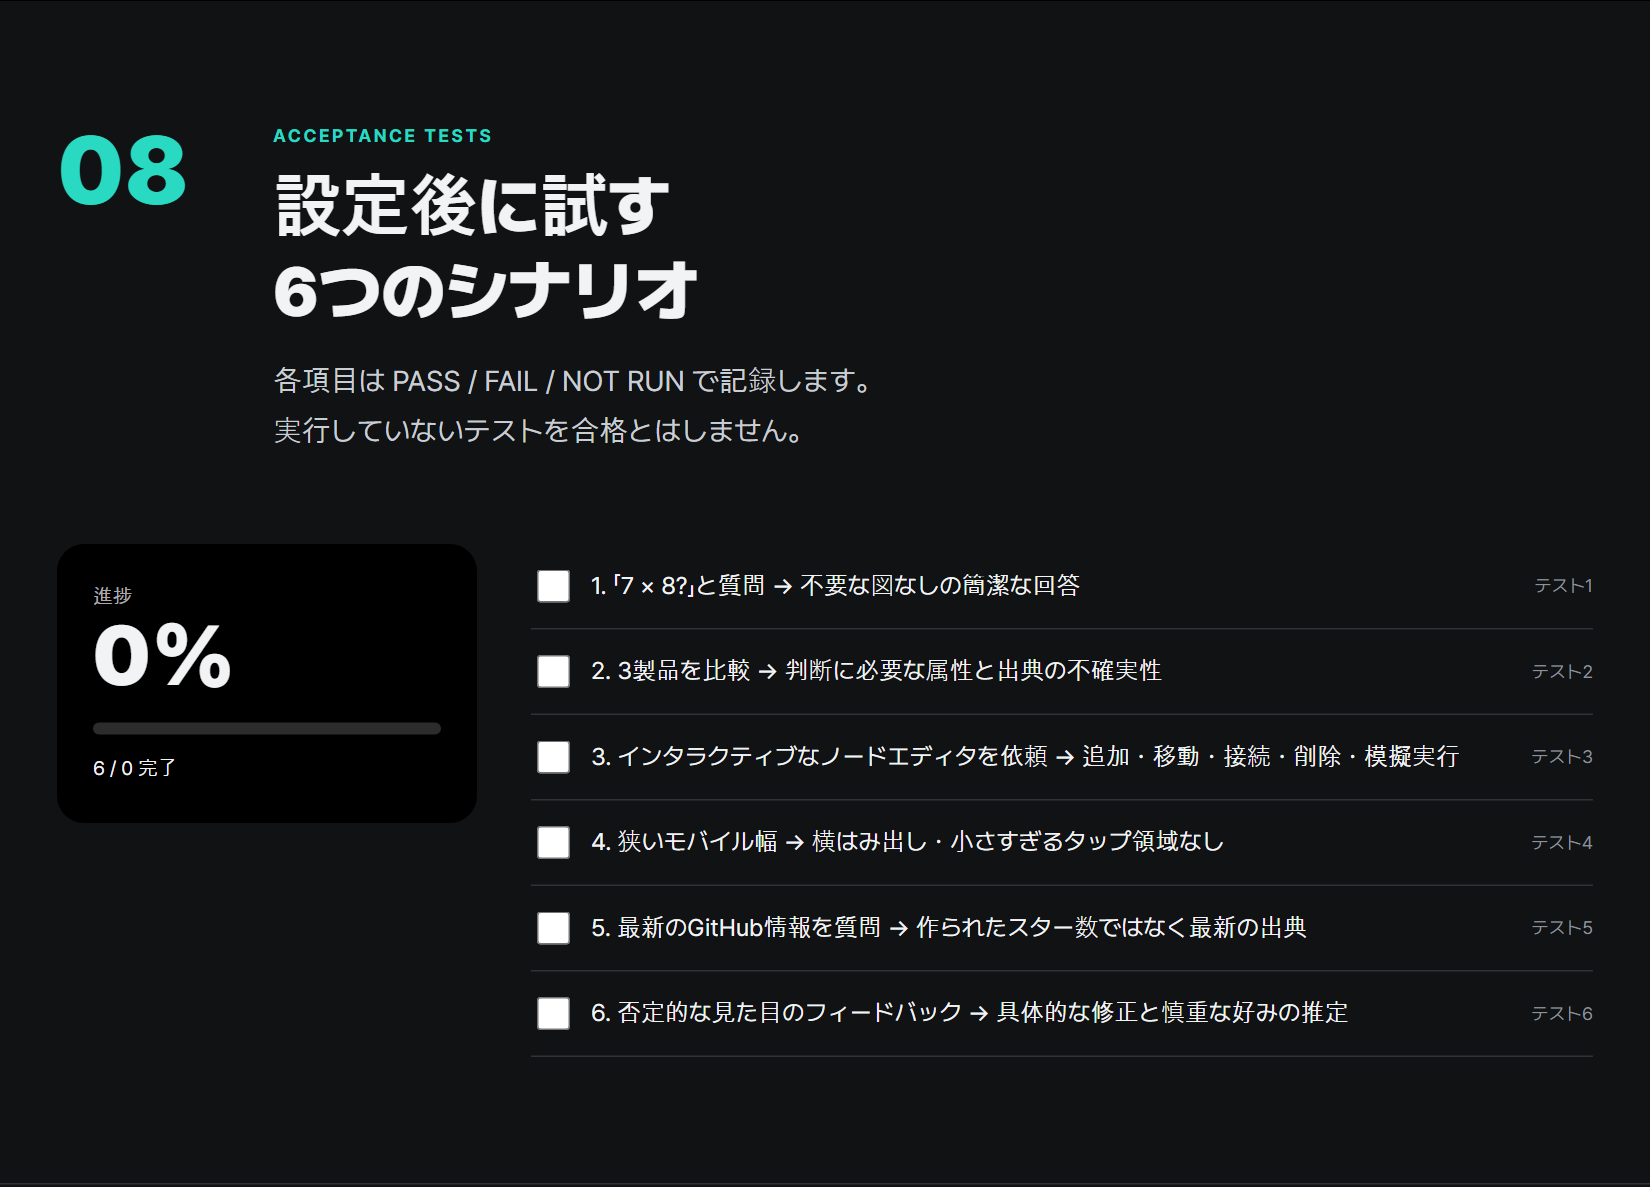 08
ACCEPTANCE TESTS
設定後に試す
6つのシナリオ
各項目は PASS / FAIL / NOT RUN で記録します。
実行していないテストを合格とはしません。
進捗
0%
6 / 0 完了
1. 「7 × 8?」と質問 → 不要な図なしの簡潔な回答 テスト1
2. 3製品を比較 → 判断に必要な属性と出典の不確実性 テスト2
3. インタラクティブなノードエディタを依頼 → 追加・移動・接続・削除・模擬実行 テスト3
4. 狭いモバイル幅 → 横はみ出し・小さすぎるタップ領域なし テスト4
5. 最新のGitHub情報を質問 → 作られたスター数ではなく最新の出典 テスト5
6. 否定的な見た目のフィードバック → 具体的な修正と慎重な好みの推定 テスト6